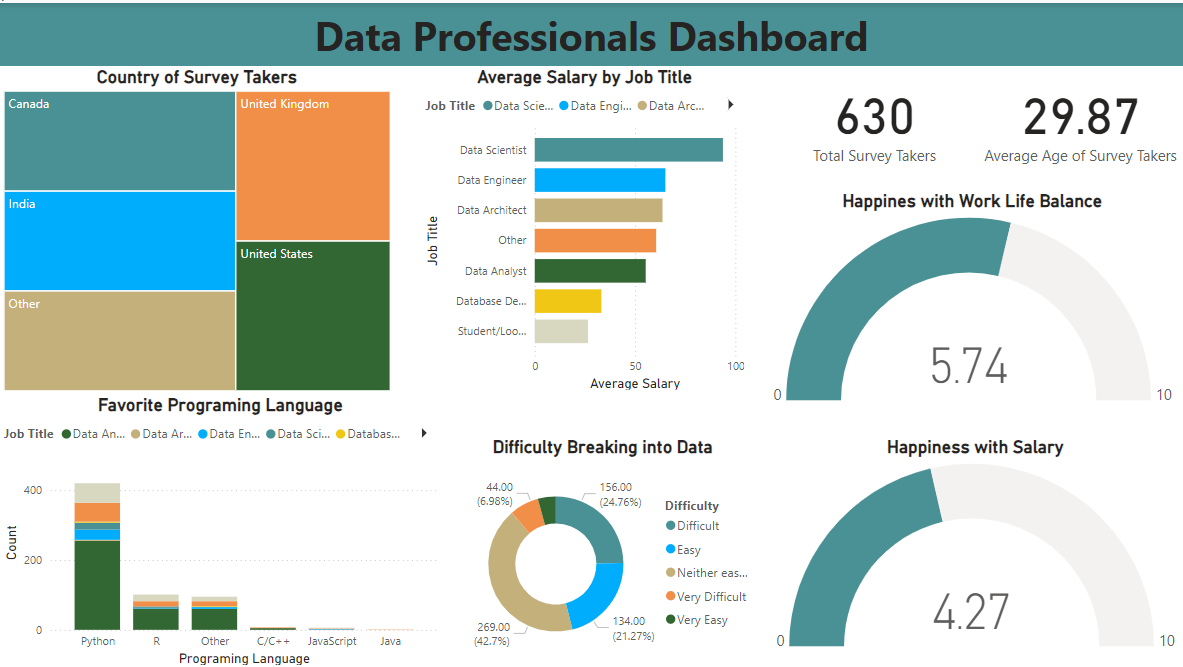 Data Professionals Dashboard
Country of Survey Takers
Canada
United Kingdom
India
United States
Other
Average Salary by Job Title
Job Title Data Scie... Data Engi... Data Arc...
Job Title
Data Scientist
Data Engineer
Data Architect
Other
Data Analyst
Database De...
Student/Loo...
0 50 100
Average Salary
630
Total Survey Takers
29.87
Average Age of Survey Takers
Happines with Work Life Balance
5.74
0 10
Favorite Programing Language
Job Title Data An... Data Ar... Data En... Data Sci... Databas...
Count
400
200
0
Python R Other C/C++ JavaScript Java
Programing Language
Difficulty Breaking into Data
44.00
(6.98%)
156.00
(24.76%)
269.00
(42.7%)
134.00
(21.27%)
Difficulty
Difficult
Easy
Neither eas...
Very Difficult
Very Easy
Happiness with Salary
4.27
0 10